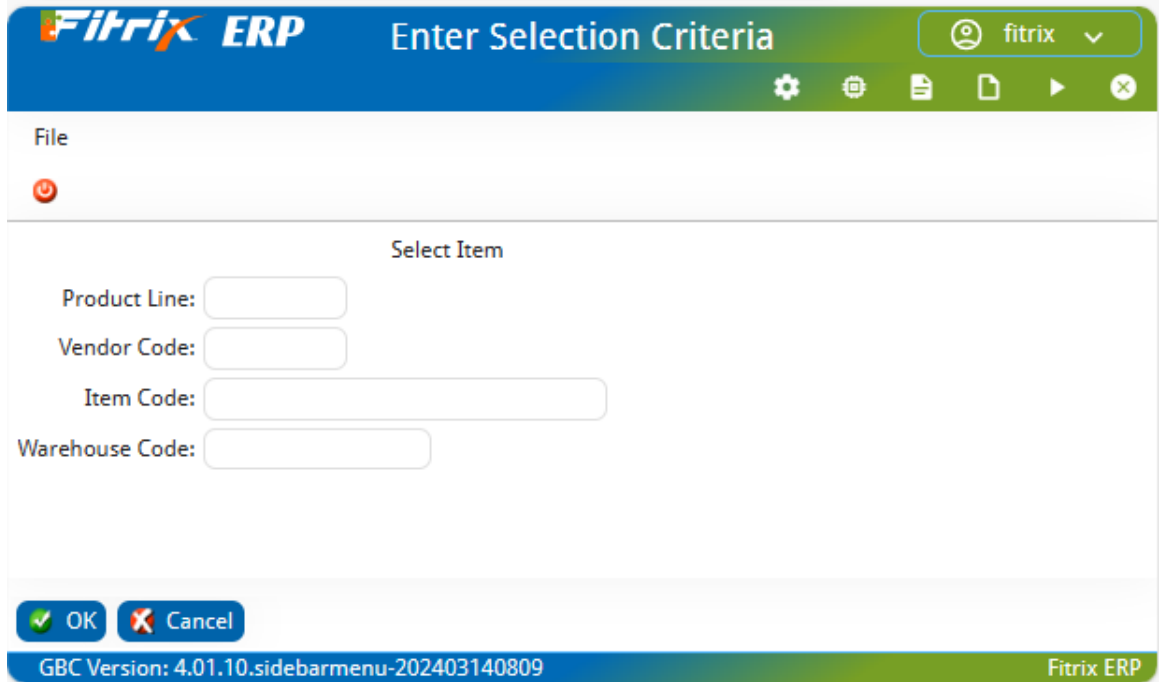 Fitrix ERP Enter Selection Criteria fitrix
File
Select Item
Product Line:
Vendor Code:
Item Code:
Warehouse Code:
OK Cancel
GBC Version: 4.01.10.sidebarmenu-202403140809 Fitrix ERP